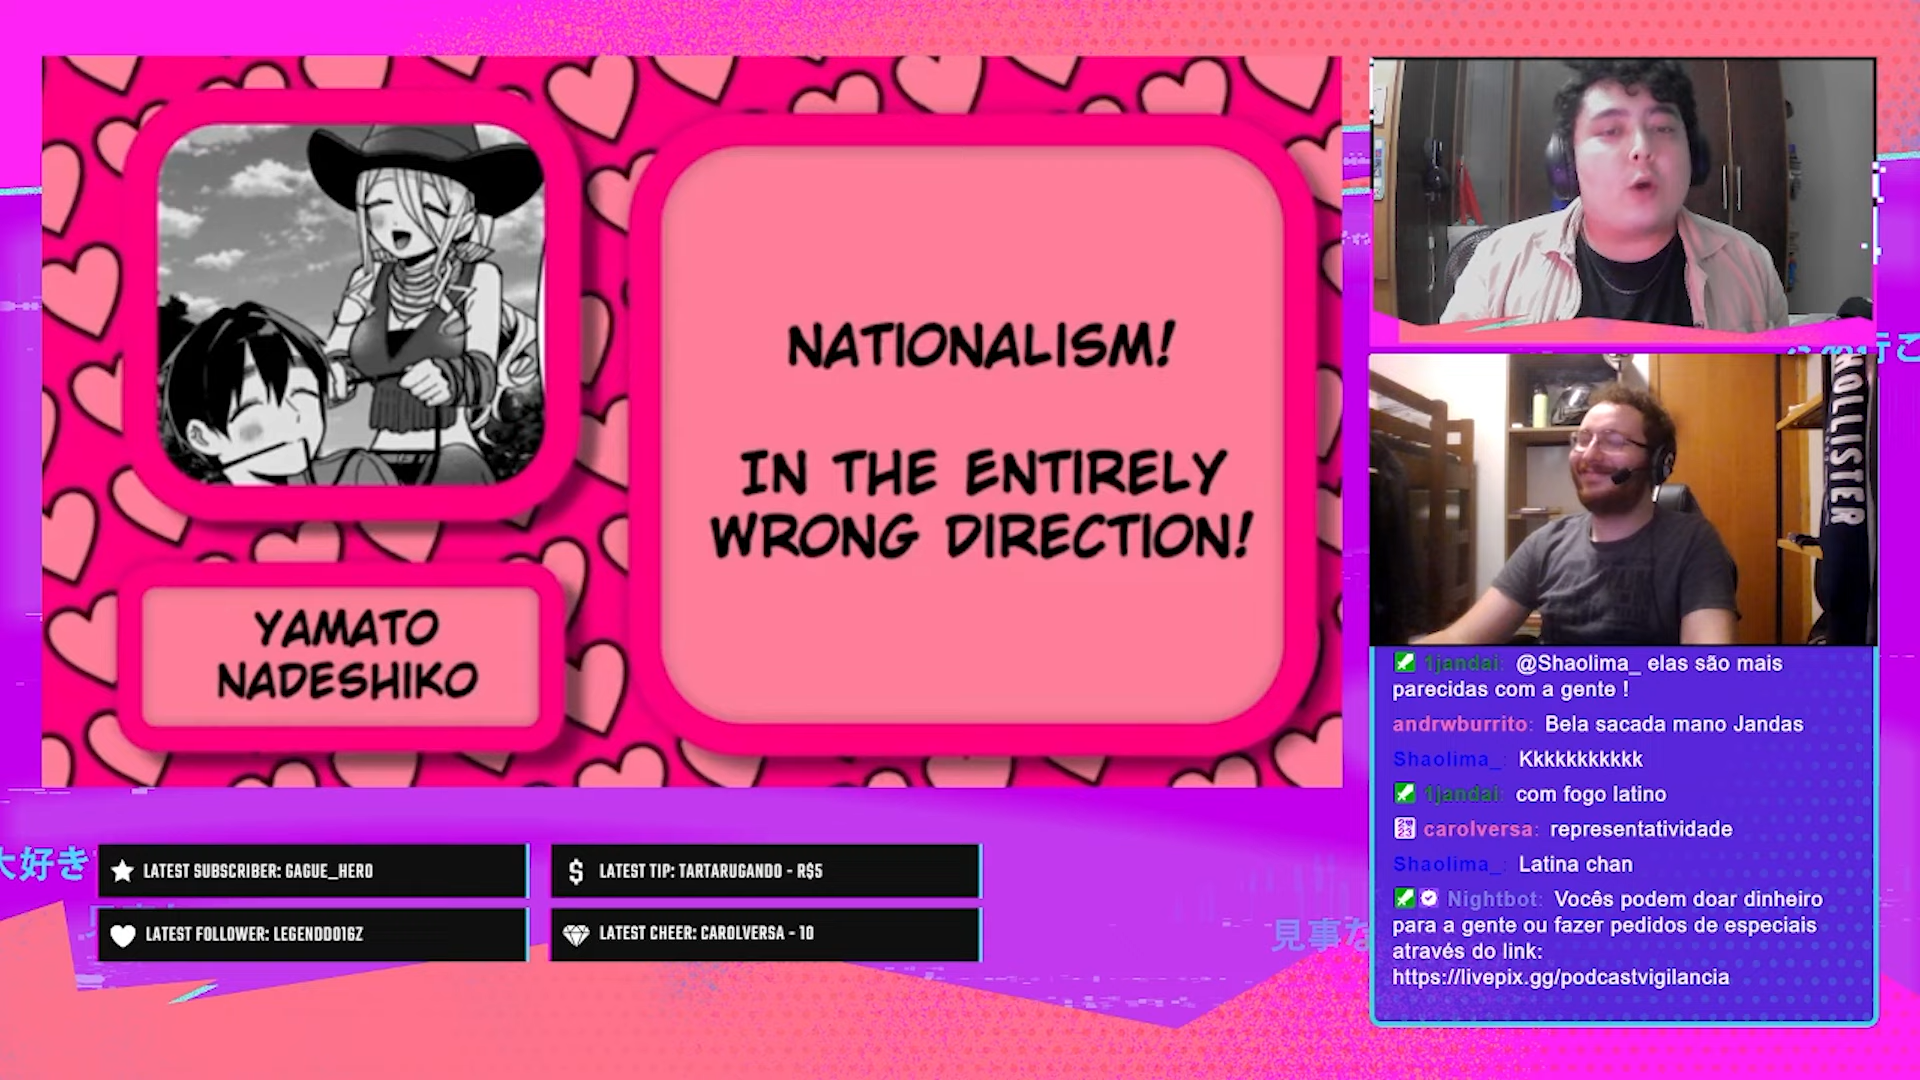 NATIONALISM!
IN THE ENTIRELY
WRONG DIRECTION!
YAMATO
NADESHIKO
HOLLISTER
1jandai: @Shaolima_ elas são mais
parecidas com a gente !
andrwburrito: Bela sacada mano Jandas
Shaolima_: Kkkkkkkkkkk
1jandai: com fogo latino
carolversa: representatividade
Shaolima_: Latina chan
Nightbot: Vocês podem doar dinheiro
para a gente ou fazer pedidos de especiais
através do link:
https://livepix.gg/podcastvigilancia
大好き
LATEST SUBSCRIBER: GAGUE_HERO
LATEST TIP: TARTARUGANDO - R$5
LATEST FOLLOWER: LEGENDD016Z
LATEST CHEER: CAROLVERSA - 10
見事な